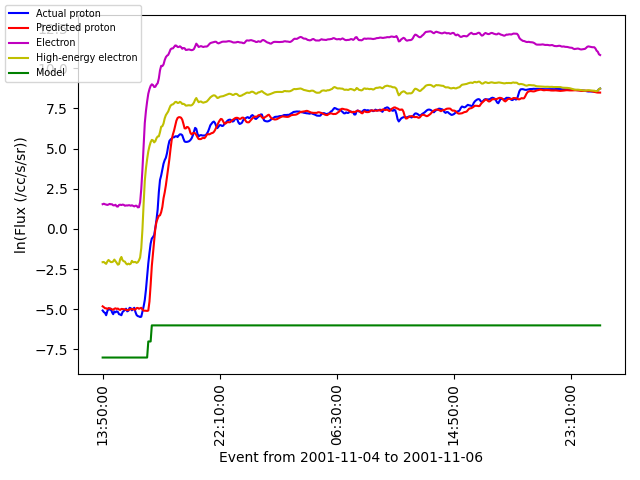 Actual proton
Predicted proton
Electron
High-energy electron
Model
7.5
5.0
2.5
0.0
−2.5
−5.0
−7.5
ln(Flux (/cc/s/sr))
13:50:00
22:10:00
06:30:00
14:50:00
23:10:00
Event from 2001-11-04 to 2001-11-06